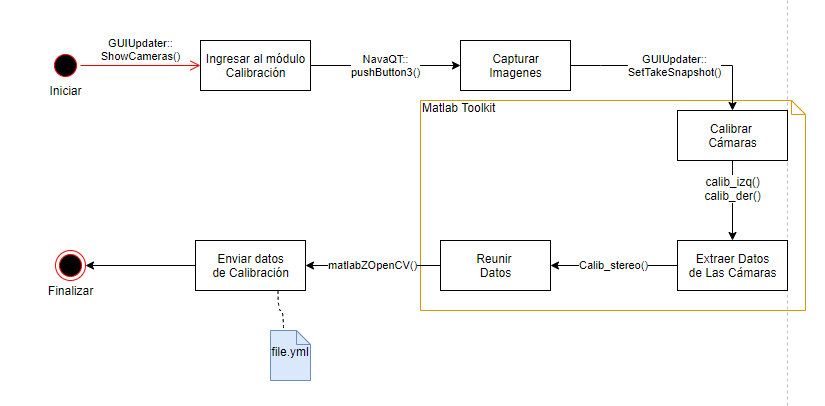 GUIUpdater::
ShowCameras()
Iniciar
Ingresar al módulo
Calibración
NavaQT::
pushButton3()
Capturar
Imagenes
GUIUpdater::
SetTakeSnapshot()
Matlab Toolkit
Calibrar
Cámaras
calib_izq()
calib_der()
Extraer Datos
de Las Cámaras
Calib_stereo()
Reunir
Datos
matlabZOpenCV()
Enviar datos
de Calibración
Finalizar
file.yml